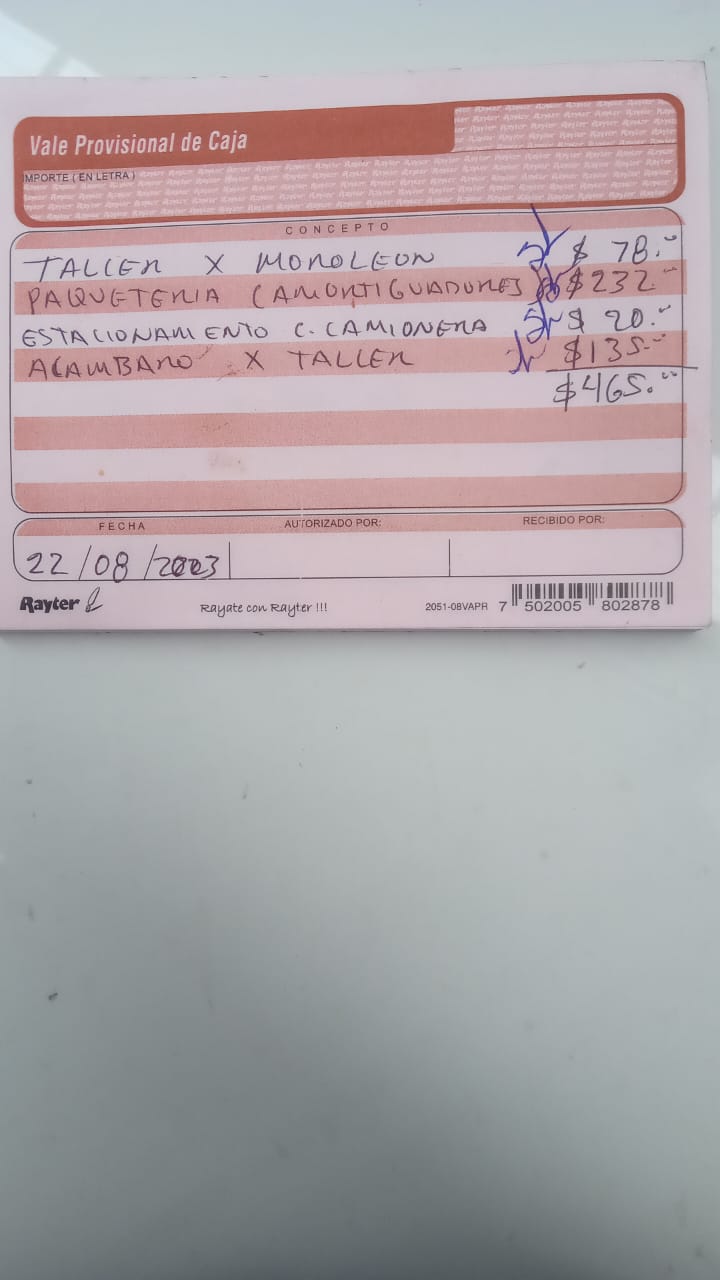 Vale Provisional de Caja
IMPORTE ( EN LETRA )
CONCEPTO
TALLER X MOROLEON $ 78.00
PAQUETERIA (AMORTIGUADORES) $232.00
ESTACIONAMIENTO C. CAMIONERA $ 20.00
ACAMBARO X TALLER $135.00
$465.00
FECHA AUTORIZADO POR: RECIBIDO POR:
22/08/2003
Rayter Rayate con Rayter !!! 2051-08VAPR 7 502005 802878